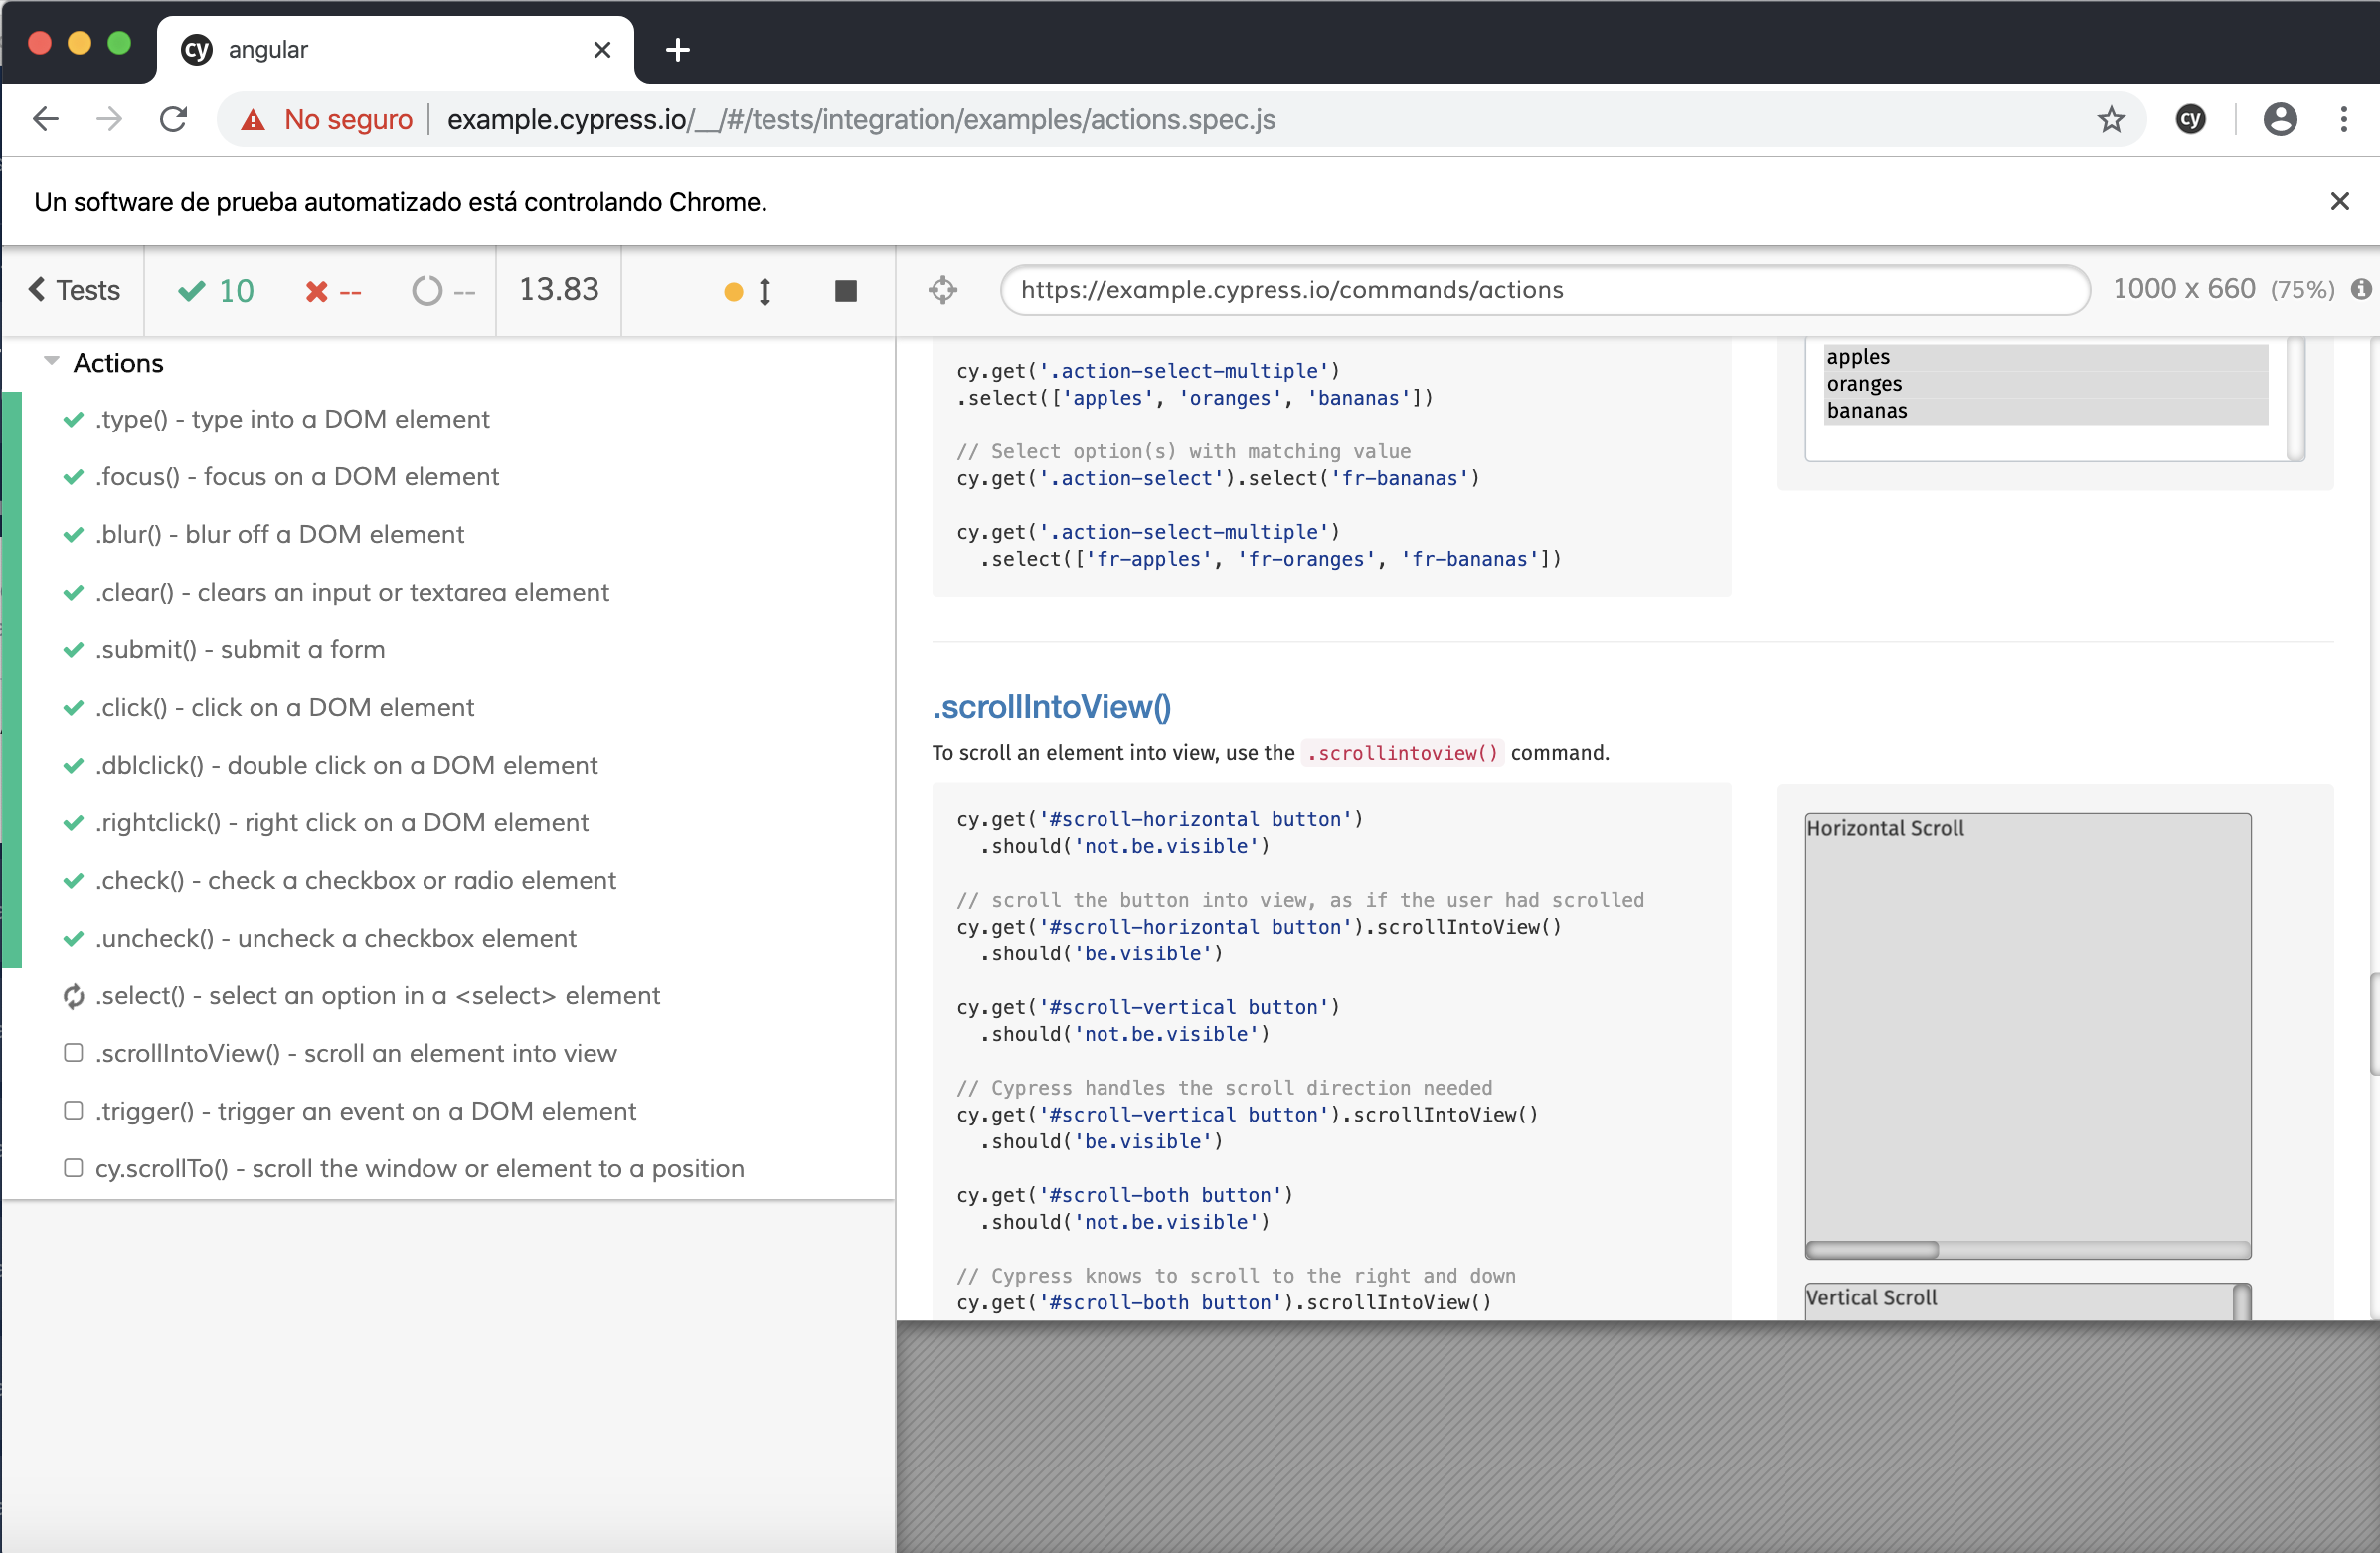 cy angular
No seguro example.cypress.io/__/#/tests/integration/examples/actions.spec.js cy
Un software de prueba automatizado está controlando Chrome.
Tests 10 -- -- 13.83 https://example.cypress.io/commands/actions 1000 x 660 (75%)
Actions
.type() - type into a DOM element
.focus() - focus on a DOM element
.blur() - blur off a DOM element
.clear() - clears an input or textarea element
.submit() - submit a form
.click() - click on a DOM element
.dblclick() - double click on a DOM element
.rightclick() - right click on a DOM element
.check() - check a checkbox or radio element
.uncheck() - uncheck a checkbox element
.select() - select an option in a <select> element
.scrollIntoView() - scroll an element into view
.trigger() - trigger an event on a DOM element
cy.scrollTo() - scroll the window or element to a position
cy.get('.action-select-multiple')
.select(['apples', 'oranges', 'bananas'])
// Select option(s) with matching value
cy.get('.action-select').select('fr-bananas')
cy.get('.action-select-multiple')
.select(['fr-apples', 'fr-oranges', 'fr-bananas'])
apples
oranges
bananas
.scrollIntoView()
To scroll an element into view, use the .scrollintoview() command.
cy.get('#scroll-horizontal button')
.should('not.be.visible')
// scroll the button into view, as if the user had scrolled
cy.get('#scroll-horizontal button').scrollIntoView()
.should('be.visible')
cy.get('#scroll-vertical button')
.should('not.be.visible')
// Cypress handles the scroll direction needed
cy.get('#scroll-vertical button').scrollIntoView()
.should('be.visible')
cy.get('#scroll-both button')
.should('not.be.visible')
// Cypress knows to scroll to the right and down
cy.get('#scroll-both button').scrollIntoView()
Horizontal Scroll
Vertical Scroll